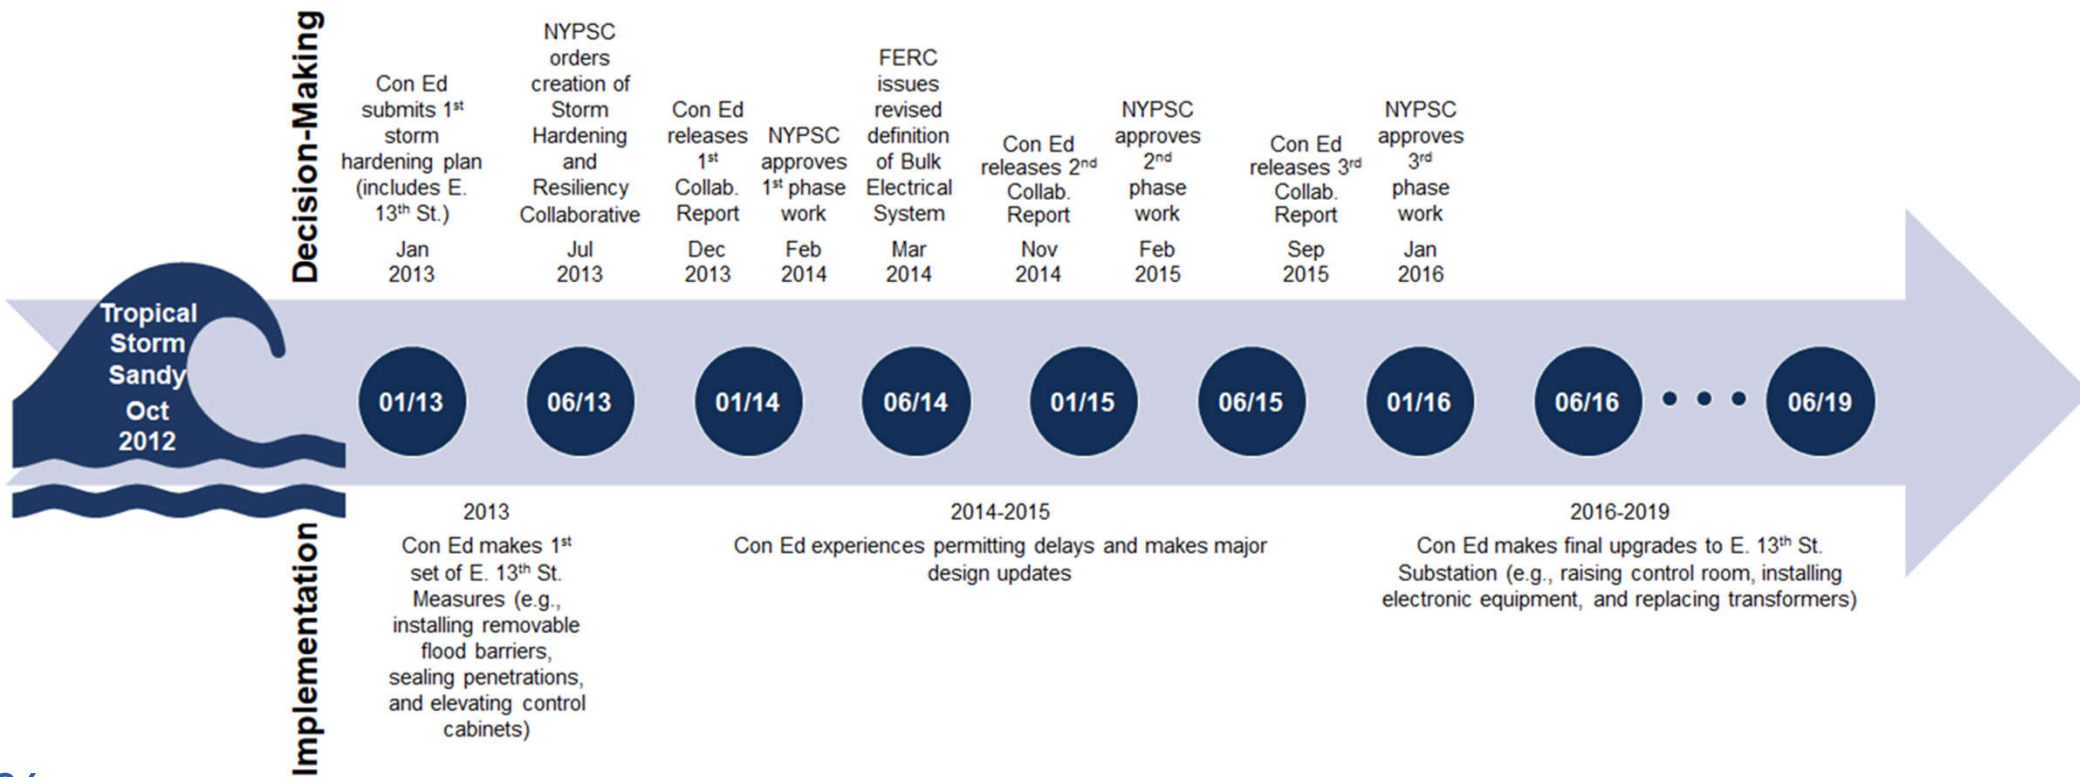 Decision-Making
Con Ed
submits 1st
storm
hardening plan
(includes E.
13th St.)
Jan
2013
NYPSC
orders
creation of
Storm
Hardening
and
Resiliency
Collaborative
Jul
2013
Con Ed
releases
1st
Collab.
Report
Dec
2013
NYPSC
approves
1st phase
work
Feb
2014
FERC
issues
revised
definition
of Bulk
Electrical
System
Mar
2014
Con Ed
releases 2nd
Collab.
Report
Nov
2014
NYPSC
approves
2nd
phase
work
Feb
2015
Con Ed
releases 3rd
Collab.
Report
Sep
2015
NYPSC
approves
3rd
phase
work
Jan
2016
Tropical
Storm
Sandy
Oct
2012
01/13
06/13
01/14
06/14
01/15
06/15
01/16
06/16
06/19
Implementation
2013
Con Ed makes 1st
set of E. 13th St.
Measures (e.g.,
installing removable
flood barriers,
sealing penetrations,
and elevating control
cabinets)
2014-2015
Con Ed experiences permitting delays and makes major
design updates
2016-2019
Con Ed makes final upgrades to E. 13th St.
Substation (e.g., raising control room, installing
electronic equipment, and replacing transformers)